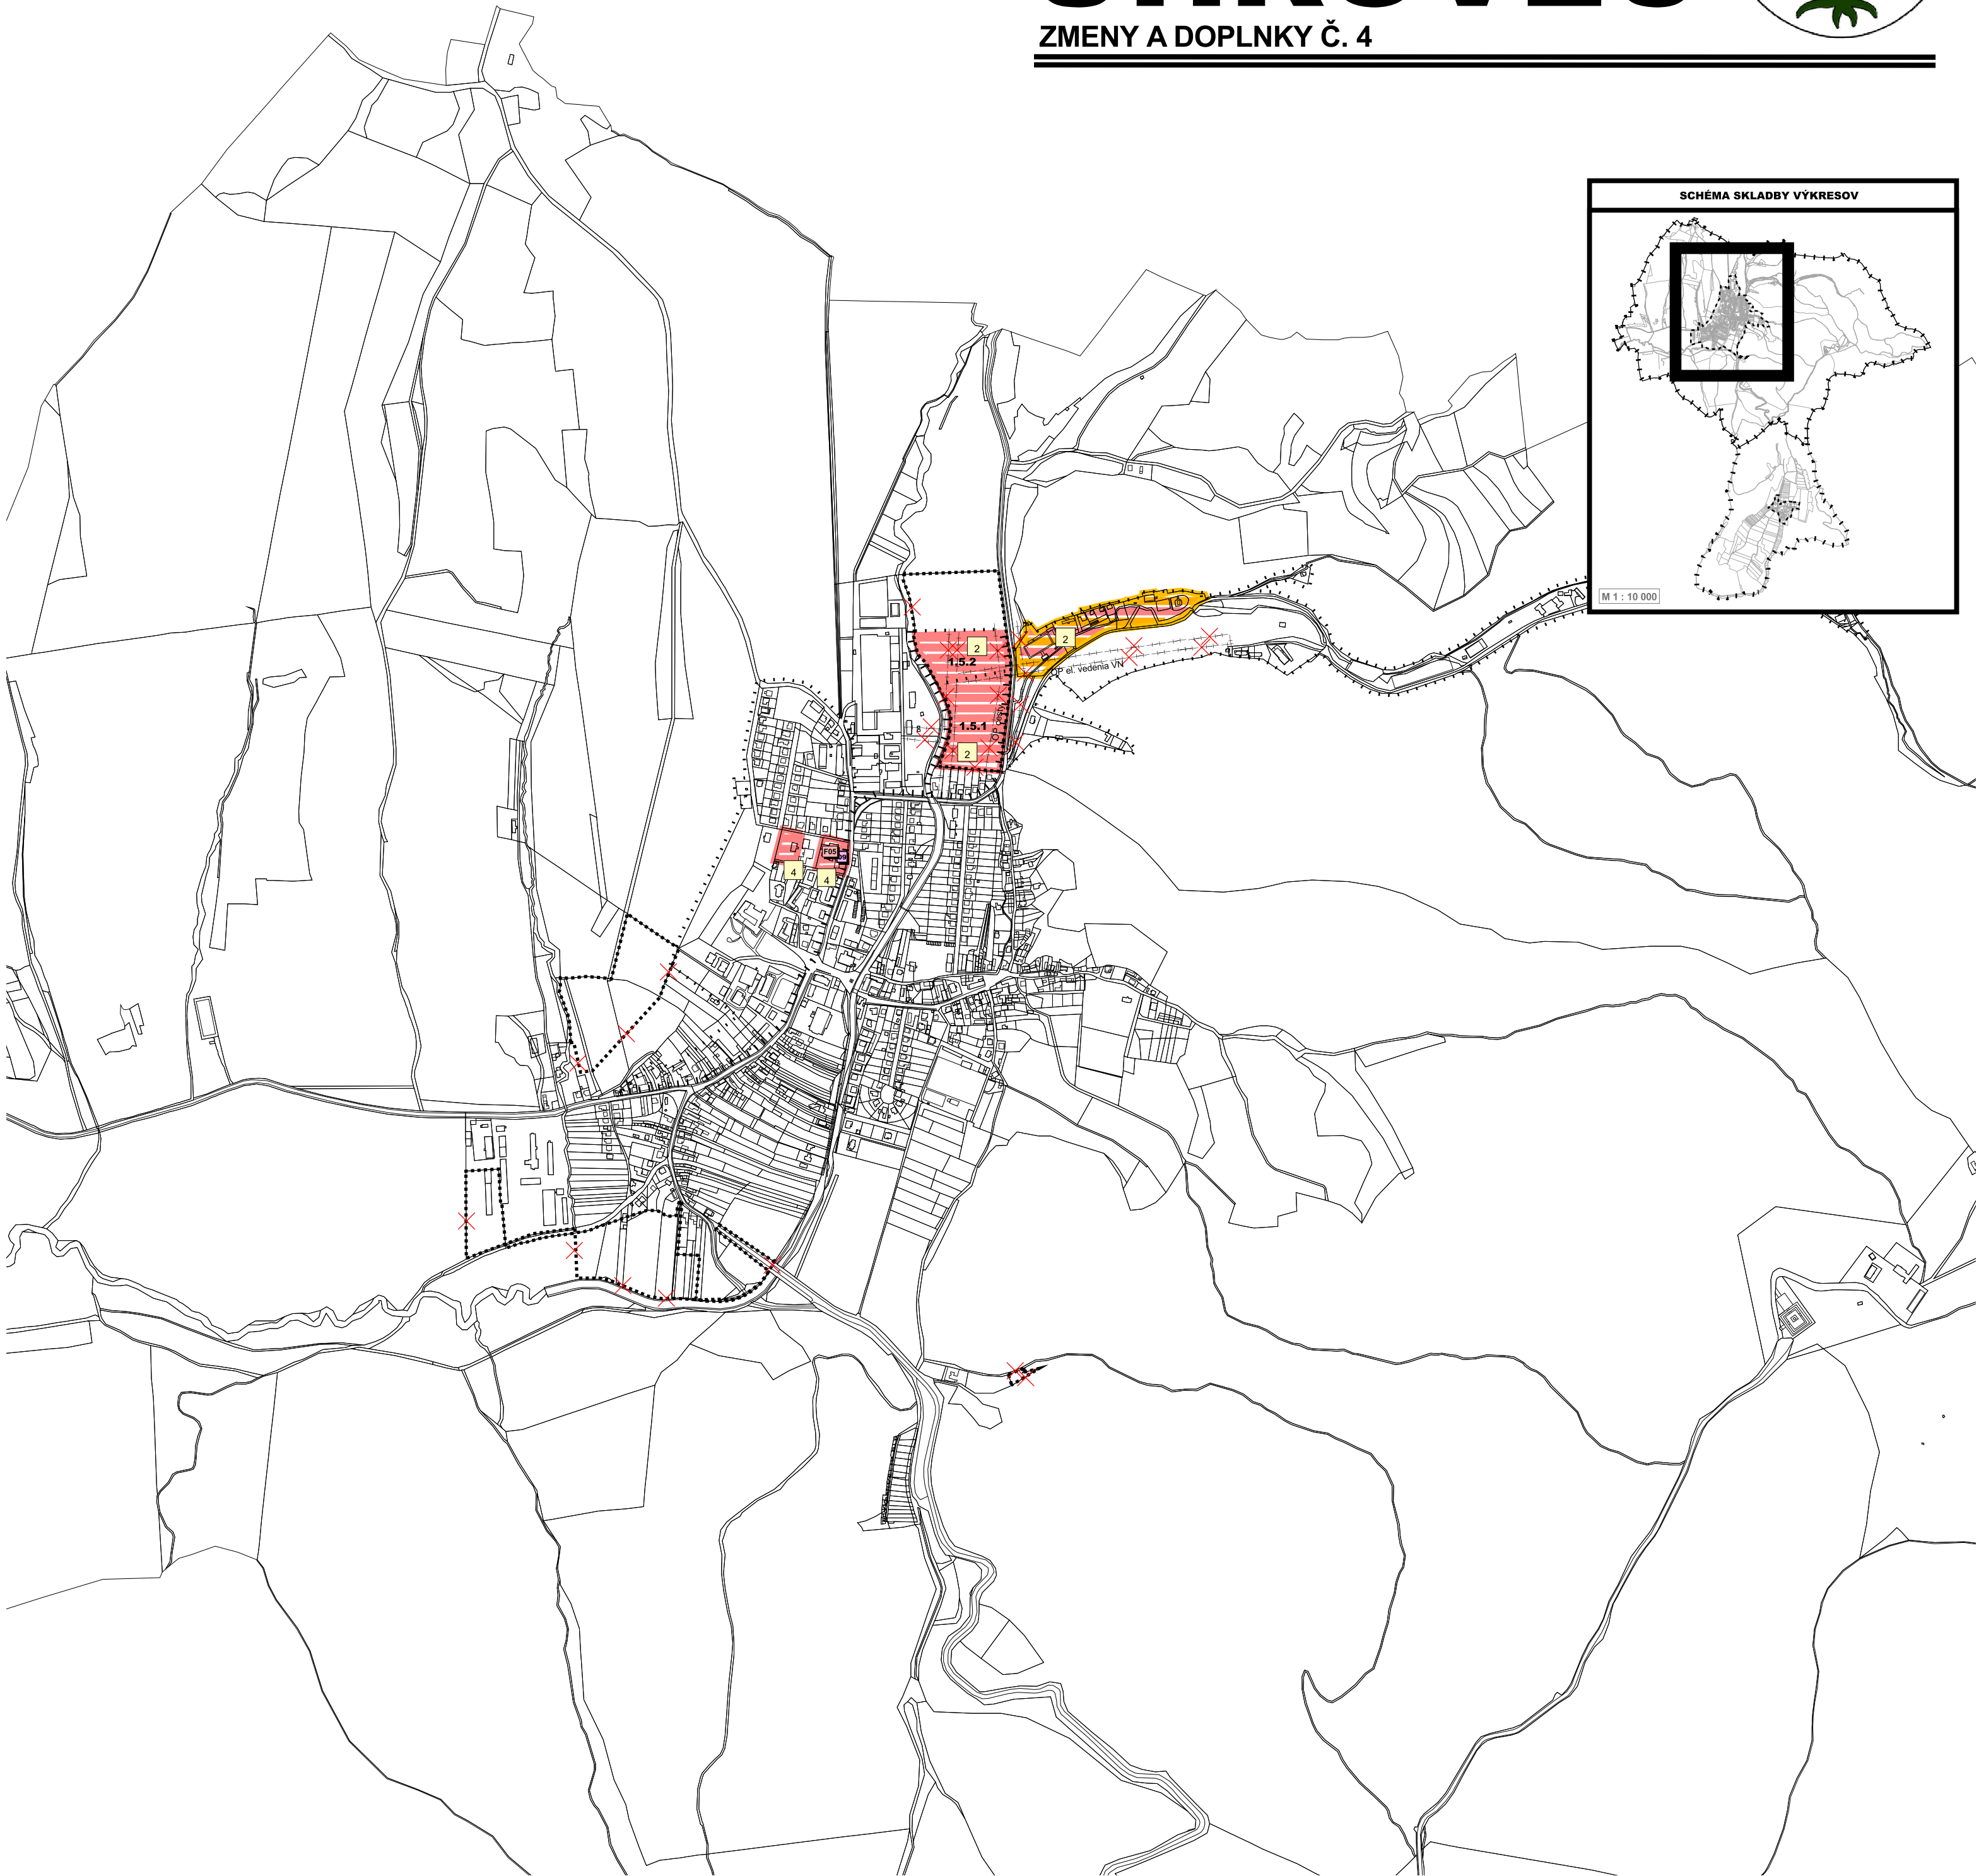 ZMENY A DOPLNKY Č. 4
SCHÉMA SKLADBY VÝKRESOV
M 1 : 10 000
2
2
1.5.2
OP el. vedenia VN
1.5.1
2
F05
4
4